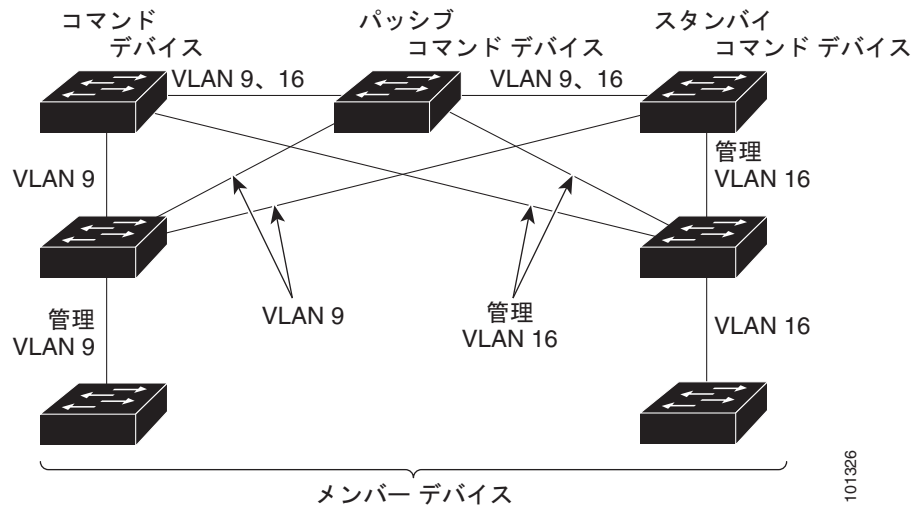 コマンド
デバイス
パッシブ
コマンド デバイス
スタンバイ
コマンド デバイス
VLAN 9、16
VLAN 9、16
VLAN 9
管理
VLAN 16
VLAN 9
管理
VLAN 16
管理
VLAN 9
VLAN 16
メンバー デバイス
101326